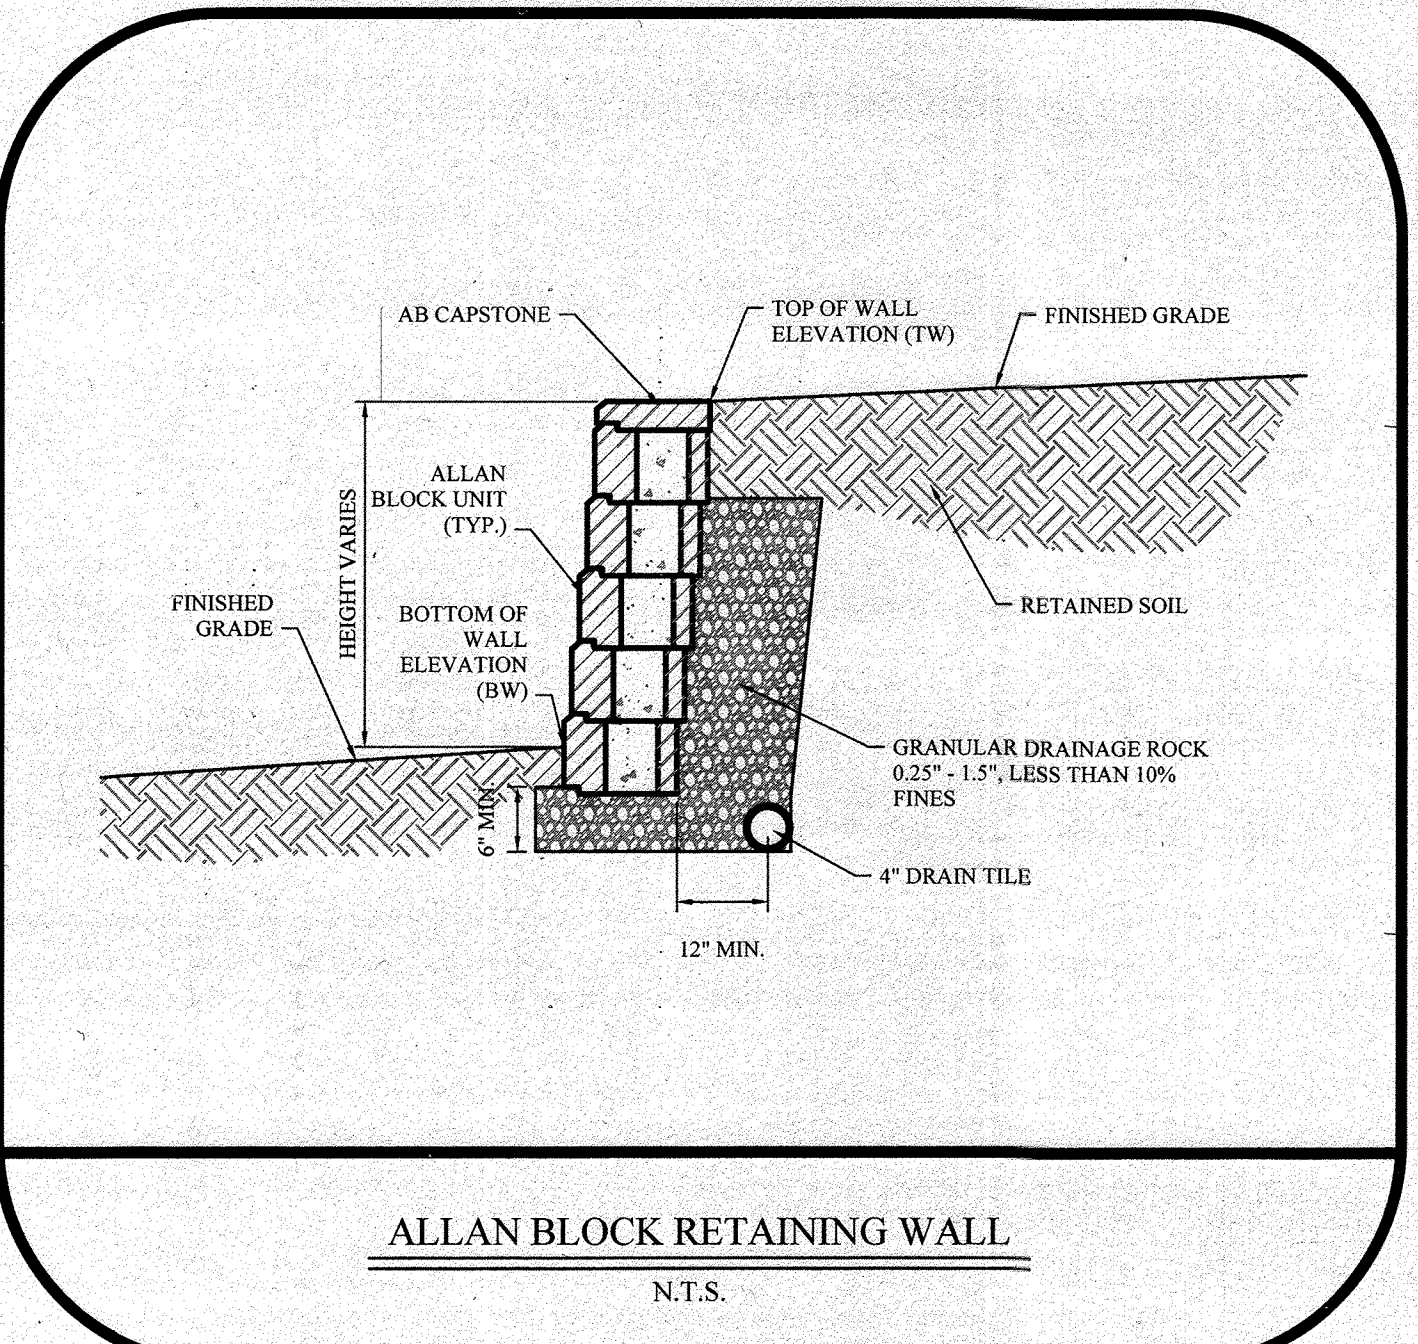 AB CAPSTONE
TOP OF WALL
ELEVATION (TW)
FINISHED GRADE
ALLAN
BLOCK UNIT
(TYP.)
HEIGHT VARIES
FINISHED
GRADE
BOTTOM OF
WALL
ELEVATION
(BW)
RETAINED SOIL
GRANULAR DRAINAGE ROCK
0.25" - 1.5", LESS THAN 10%
FINES
6" MIN.
4" DRAIN TILE
12" MIN.
ALLAN BLOCK RETAINING WALL
N.T.S.